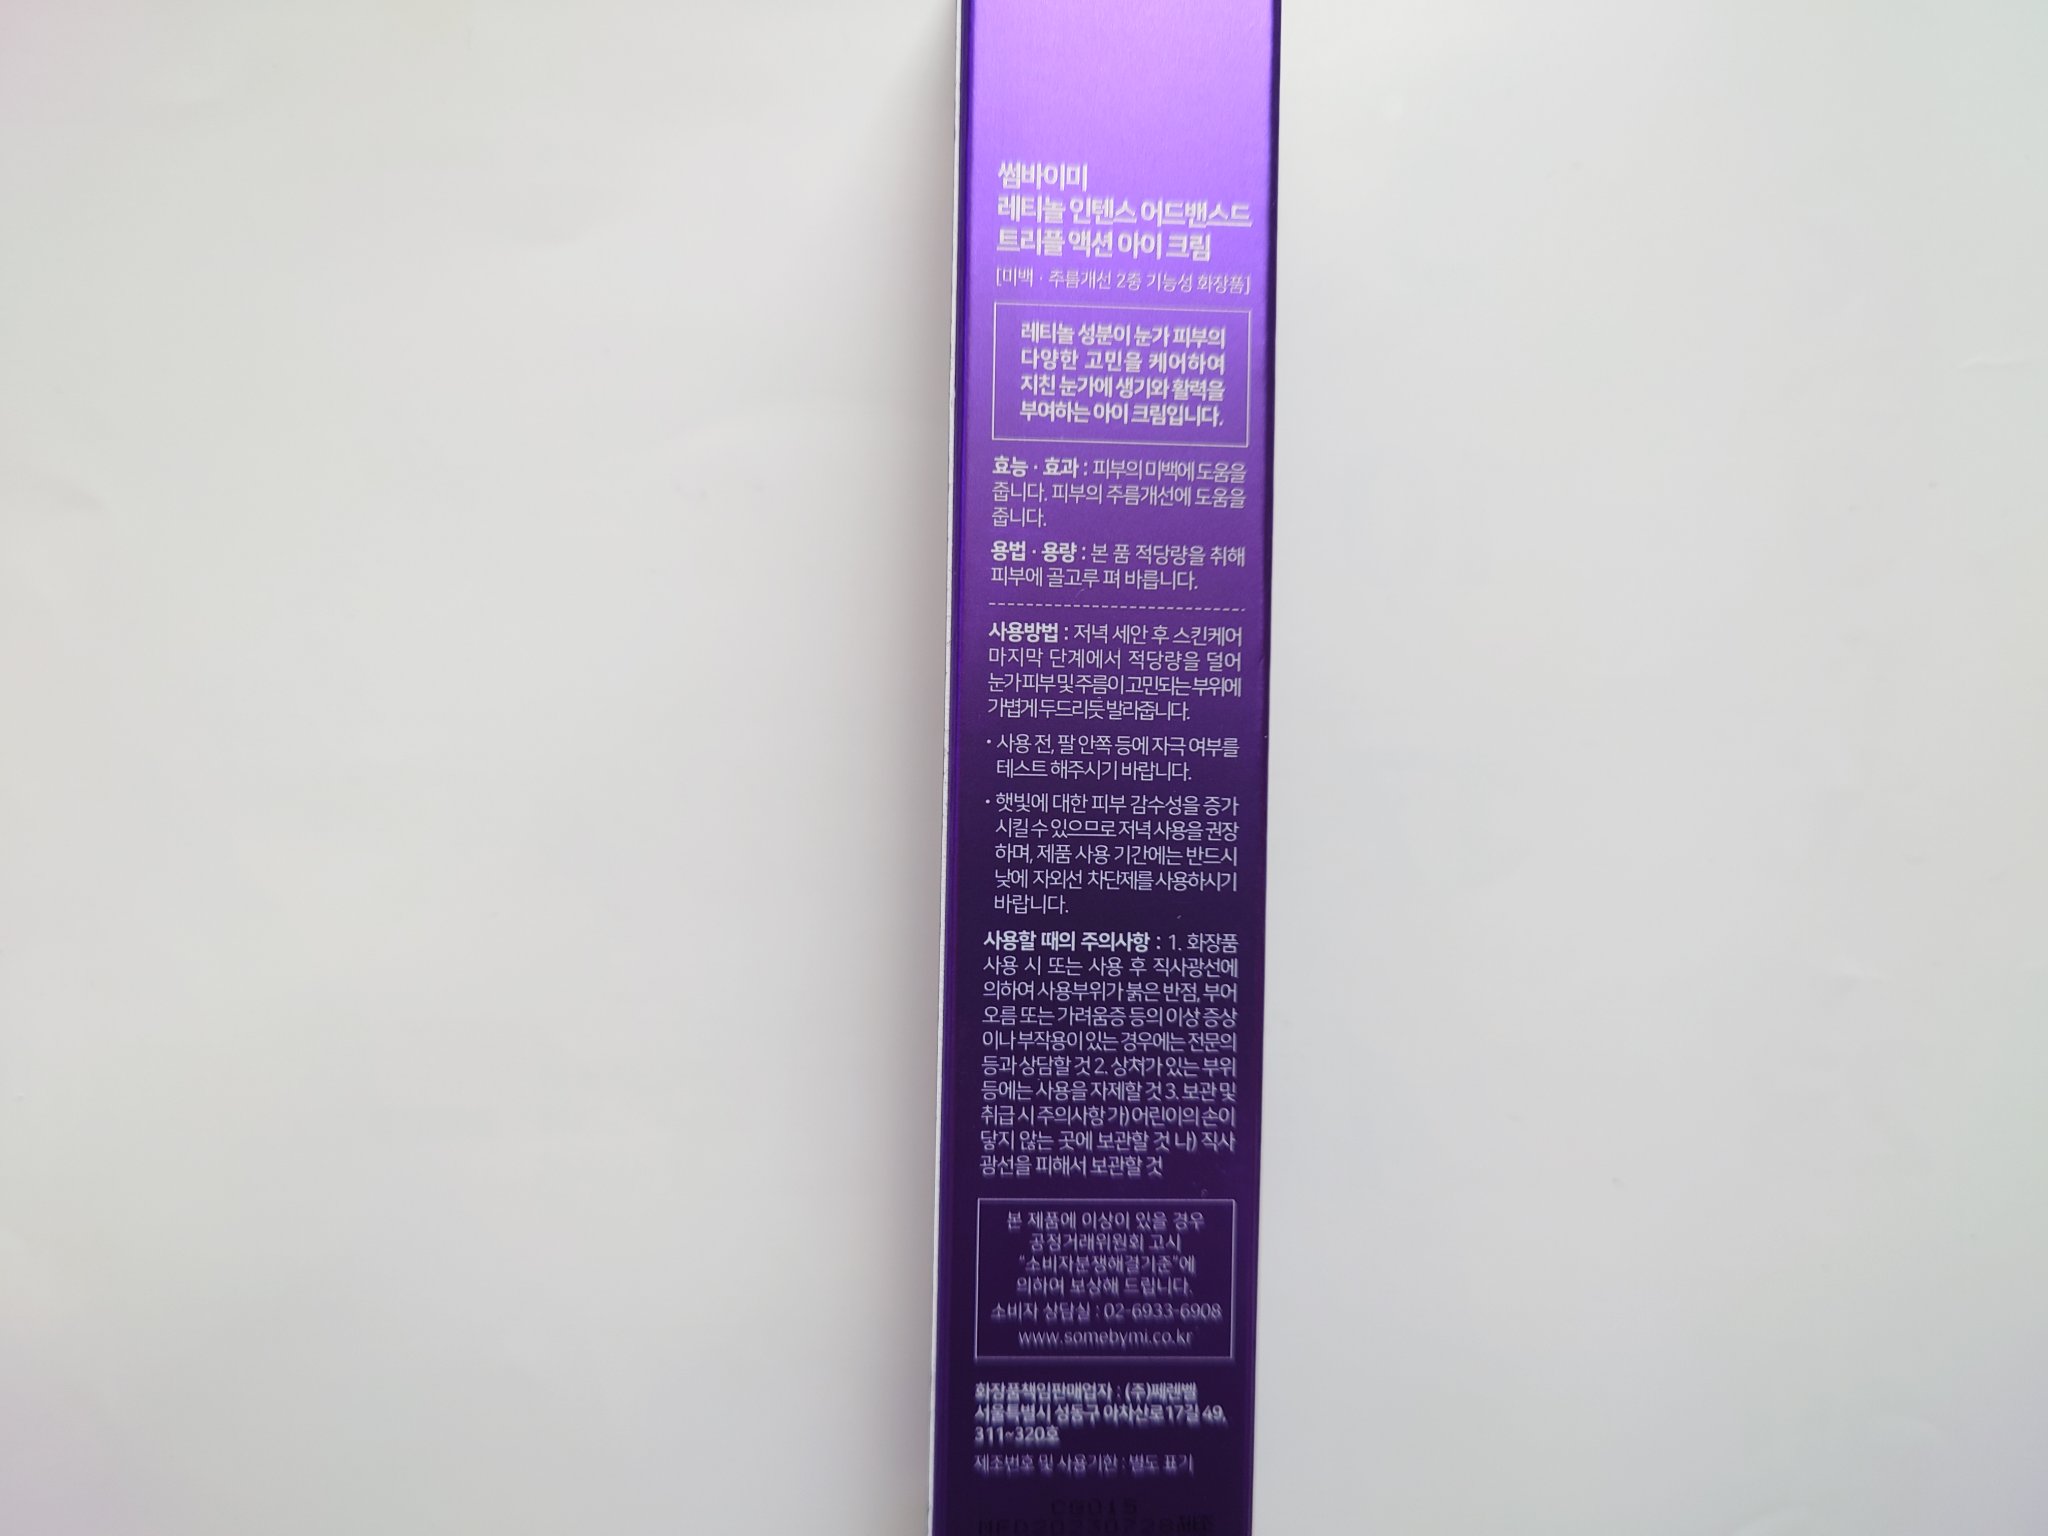 썸바이미
레티놀 인텐스 어드밴스드
트리플 액션 아이 크림
[미백 · 주름개선 2중 기능성 화장품]
레티놀 성분이 눈가 피부의
다양한 고민을 케어하여
지친 눈가에 생기와 활력을
부여하는 아이 크림입니다.
효능 · 효과 : 피부의 미백에 도움을
줍니다. 피부의 주름개선에 도움을
줍니다.
용법 · 용량 : 본 품 적당량을 취해
피부에 골고루 펴 바릅니다.
사용방법 : 저녁 세안 후 스킨케어
마지막 단계에서 적당량을 덜어
눈가 피부 및 주름이 고민되는 부위에
가볍게 두드리듯 발라줍니다.
· 사용 전, 팔 안쪽 등에 자극 여부를
테스트 해주시기 바랍니다.
· 햇빛에 대한 피부 감수성을 증가
시킬 수 있으므로 저녁 사용을 권장
하며, 제품 사용 기간에는 반드시
낮에 자외선 차단제를 사용하시기
바랍니다.
사용할 때의 주의사항 : 1. 화장품
사용 시 또는 사용 후 직사광선에
의하여 사용부위가 붉은 반점, 부어
오름 또는 가려움증 등의 이상 증상
이나 부작용이 있는 경우에는 전문의
등과 상담할 것 2. 상처가 있는 부위
등에는 사용을 자제할 것 3. 보관 및
취급 시 주의사항 가) 어린이의 손이
닿지 않는 곳에 보관할 것 나) 직사
광선을 피해서 보관할 것
본 제품에 이상이 있을 경우
공정거래위원회 고시
"소비자분쟁해결기준"에
의하여 보상해 드립니다.
소비자 상담실 : 02-6933-6908
www.somebymi.co.kr
화장품책임판매업자 : (주)페렌벨
서울특별시 성동구 아차산로17길 49,
311~320호
제조번호 및 사용기한 : 별도 표기